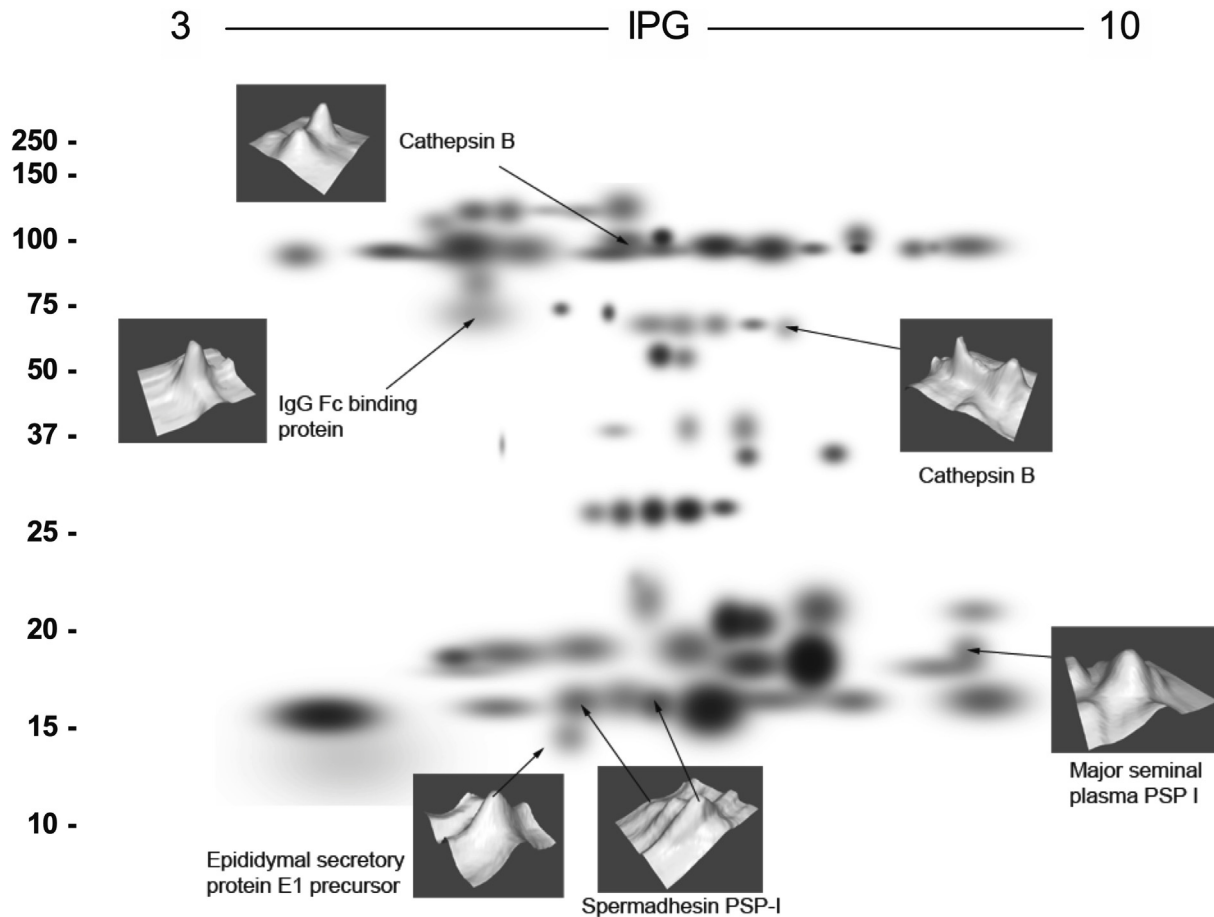 3 IPG 10
250 -
Cathepsin B
150 -
100 -
75 -
50 -
IgG Fc binding
protein
37 -
Cathepsin B
25 -
20 -
15 -
Major seminal
plasma PSP I
10 -
Epididymal secretory
protein E1 precursor
Spermadhesin PSP-I